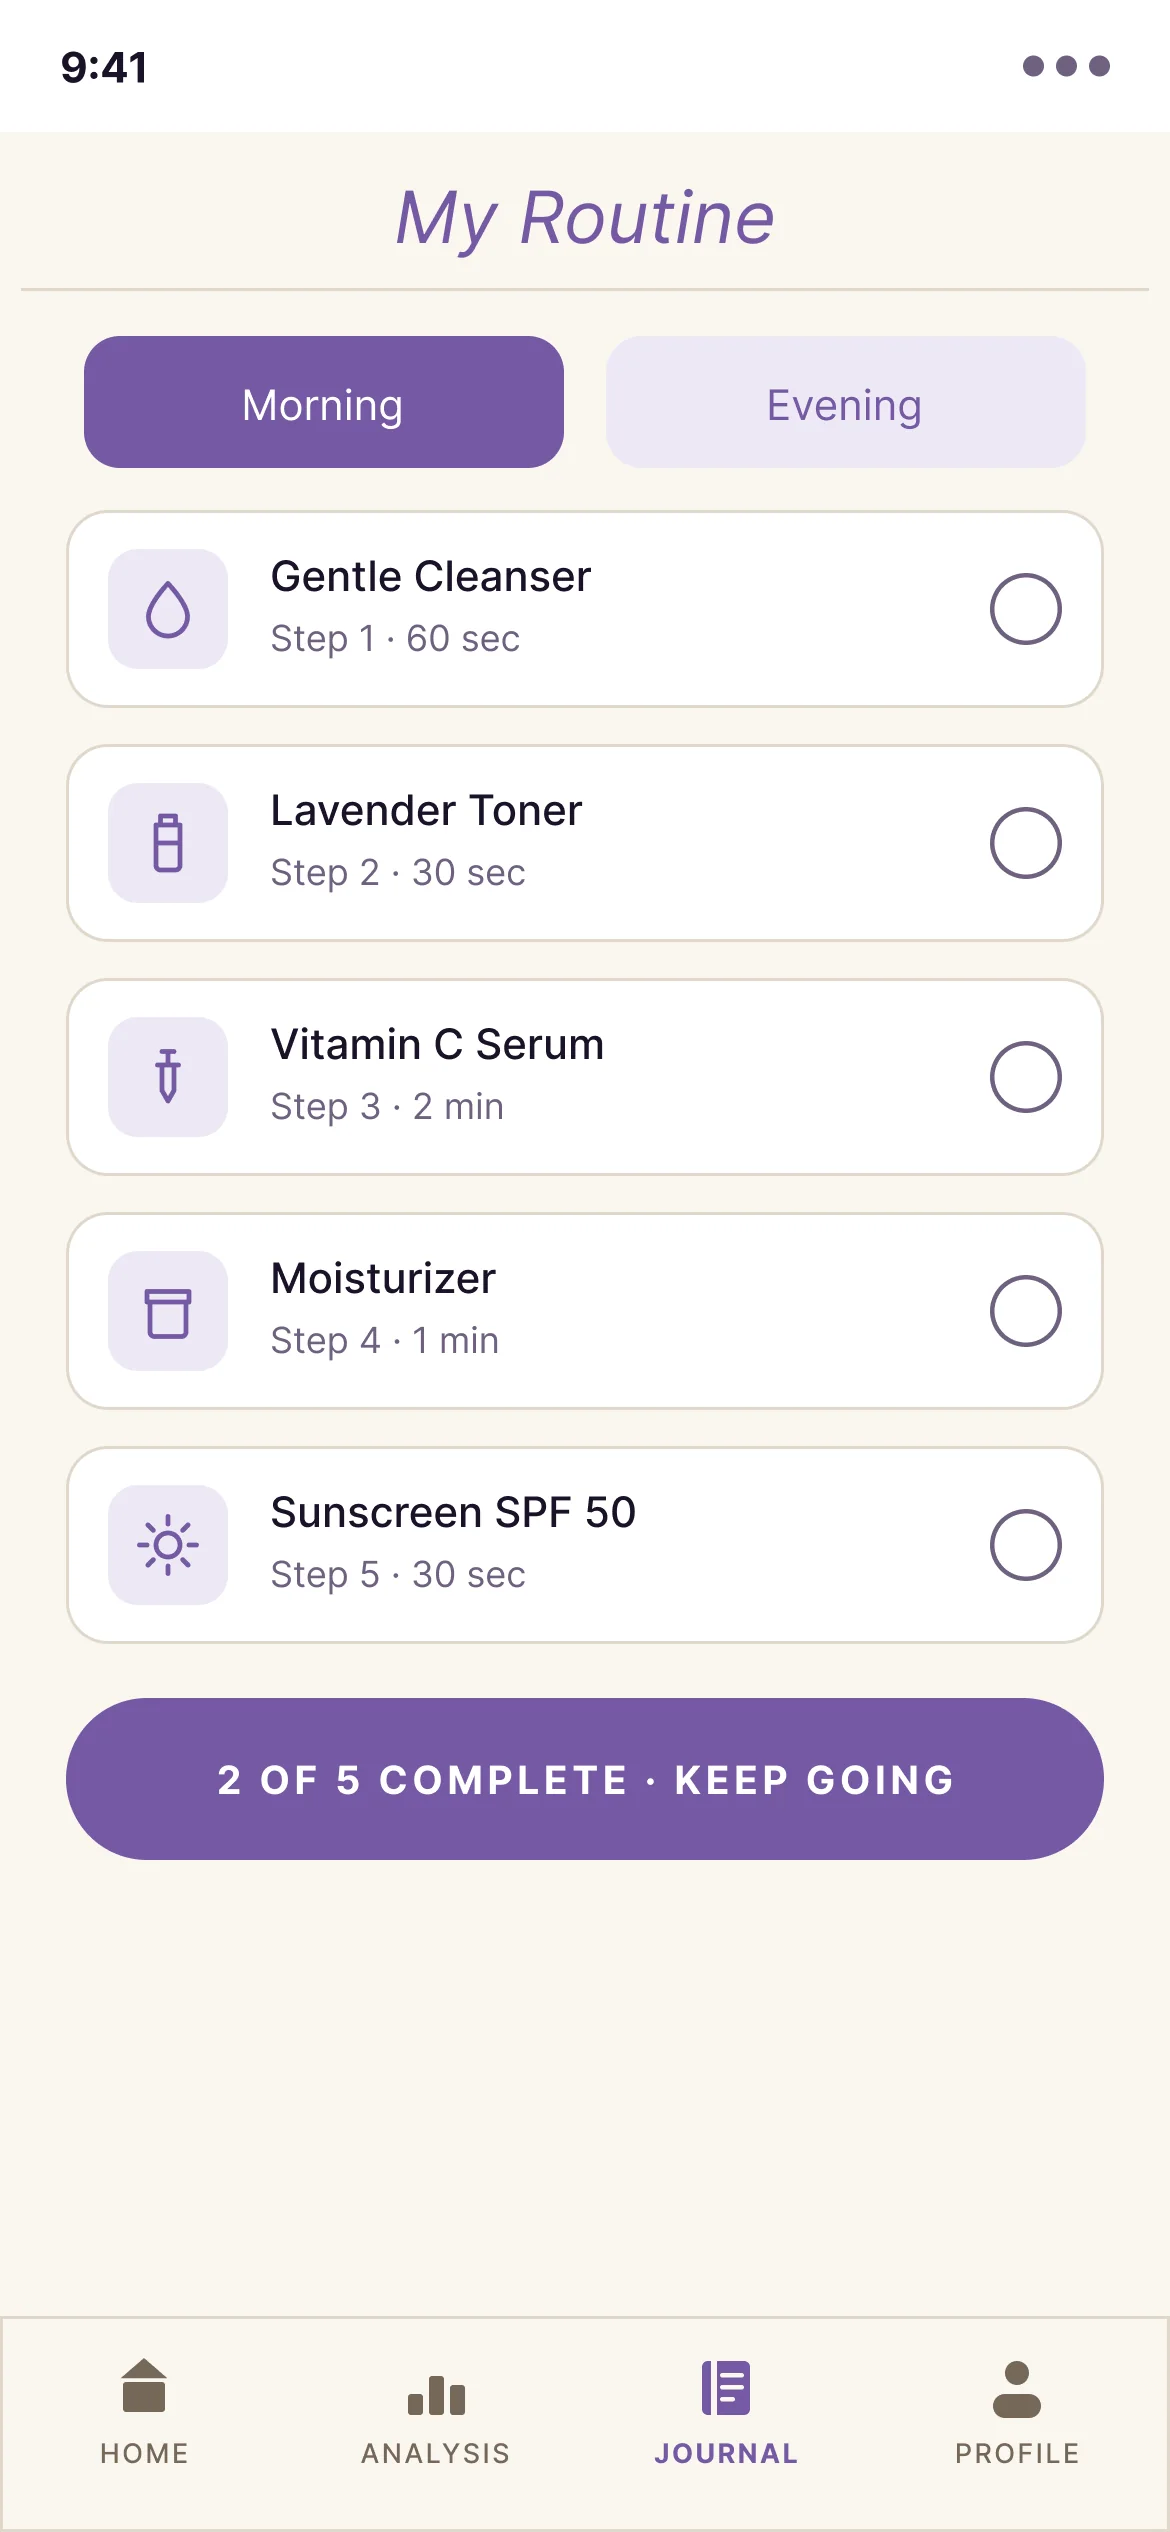 9:41
My Routine
Morning
Evening
Gentle Cleanser
Step 1 · 60 sec
Lavender Toner
Step 2 · 30 sec
Vitamin C Serum
Step 3 · 2 min
Moisturizer
Step 4 · 1 min
Sunscreen SPF 50
Step 5 · 30 sec
2 OF 5 COMPLETE · KEEP GOING
HOME
ANALYSIS
JOURNAL
PROFILE